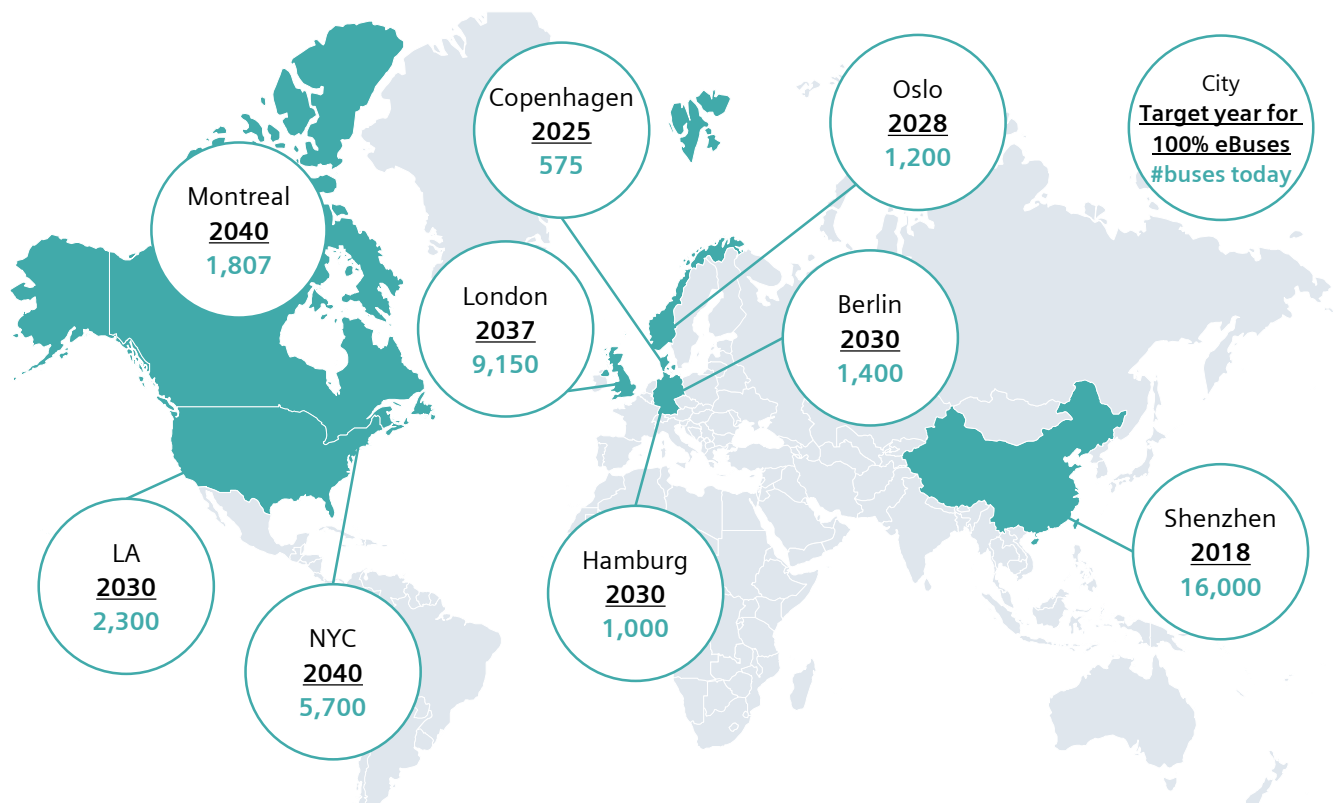 Copenhagen
2025
575
Oslo
2028
1,200
City
Target year for
100% eBuses
#buses today
Montreal
2040
1,807
London
2037
9,150
Berlin
2030
1,400
LA
2030
2,300
NYC
2040
5,700
Hamburg
2030
1,000
Shenzhen
2018
16,000